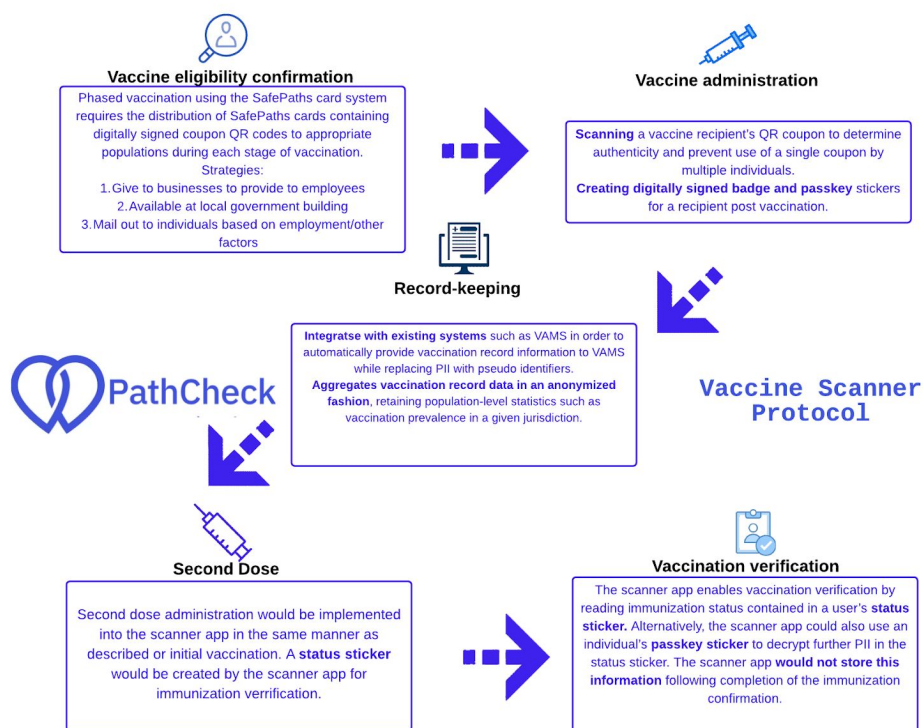 Vaccine eligibility confirmation
Phased vaccination using the SafePaths card system
requires the distribution of SafePaths cards containing
digitally signed coupon QR codes to appropriate
populations during each stage of vaccination.
Strategies:
1.Give to businesses to provide to employees
2.Available at local government building
3.Mail out to individuals based on employment/other
factors
Vaccine administration
Scanning a vaccine recipient's QR coupon to determine
authenticity and prevent use of a single coupon by
multiple individuals.
Creating digitally signed badge and passkey stickers
for a recipient post vaccination.
Record-keeping
Integratse with existing systems such as VAMS in order to
automatically provide vaccination record information to VAMS
while replacing PII with pseudo identifiers.
Aggregates vaccination record data in an anonymized
fashion, retaining population-level statistics such as
vaccination prevalence in a given jurisdiction.
PathCheck
Vaccine Scanner
Protocol
Second Dose
Second dose administration would be implemented
into the scanner app in the same manner as
described or initial vaccination. A status sticker
would be created by the scanner app for
immunization verrification.
Vaccination verification
The scanner app enables vaccination verification by
reading immunization status contained in a user's status
sticker. Alternatively, the scanner app could also use an
individual's passkey sticker to decrypt further PII in the
status sticker. The scanner app would not store this
information following completion of the immunization
confirmation.